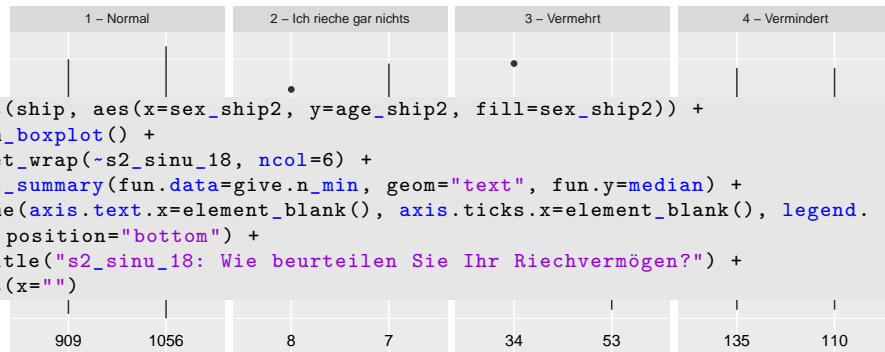 1 – Normal 2 – Ich rieche gar nichts 3 – Vermehrt 4 – Vermindert
(ship, aes(x=sex_ship2, y=age_ship2, fill=sex_ship2)) +
_boxplot() +
t_wrap(~s2_sinu_18, ncol=6) +
_summary(fun.data=give.n_min, geom="text", fun.y=median) +
e(axis.text.x=element_blank(), axis.ticks.x=element_blank(), legend.
position="bottom") +
tle("s2_sinu_18: Wie beurteilen Sie Ihr Riechvermögen?") +
(x="")
909 1056 8 7 34 53 135 110